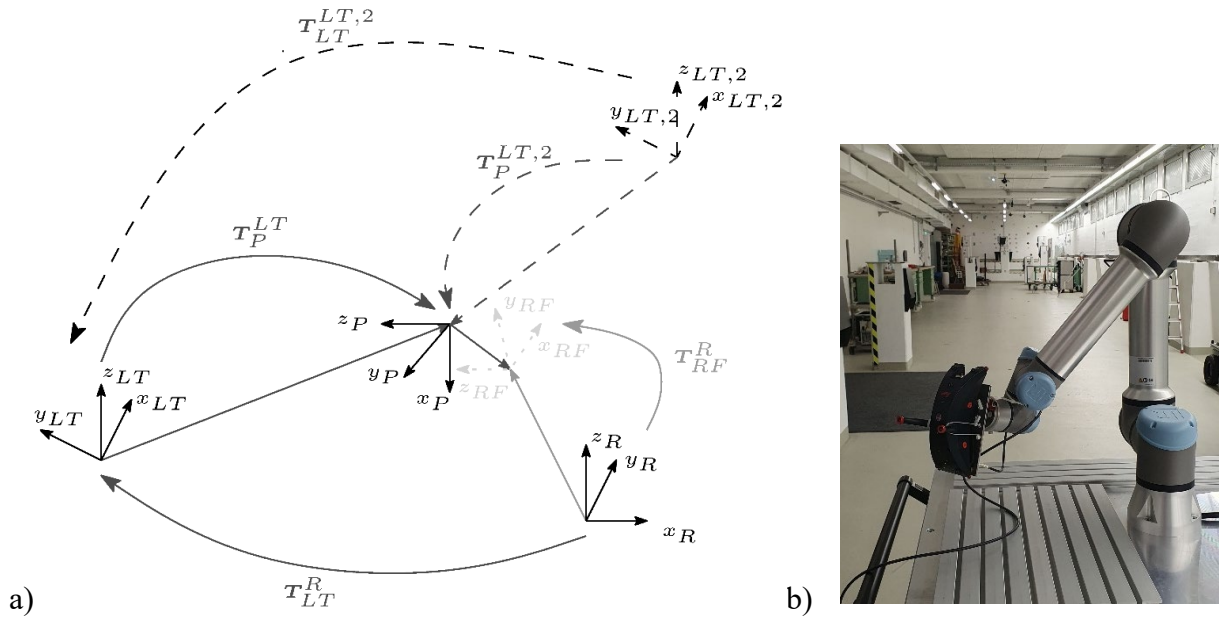 T_{LT}^{LT,2}
z_{LT,2}
x_{LT,2}
y_{LT,2}
T_P^{LT,2}
T_P^{LT}
y_{RF}
z_P
x_{RF}
T_{RF}^R
y_P
z_{RF}
x_P
z_{LT}
x_{LT}
y_{LT}
z_R
y_R
x_R
T_{LT}^R
a)
b)